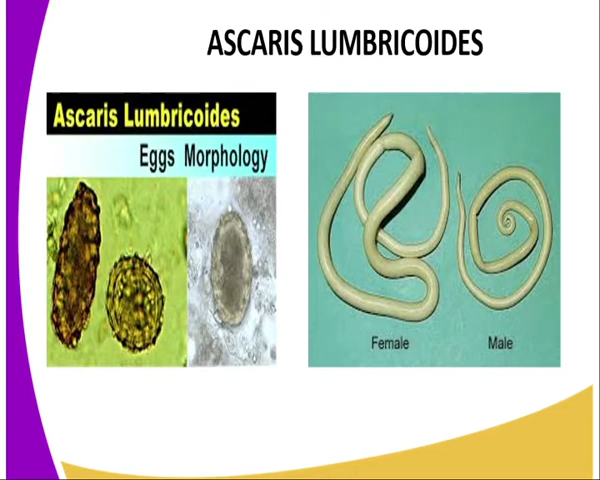 ASCARIS LUMBRICOIDES
Ascaris Lumbricoides
Eggs Morphology
Female
Male